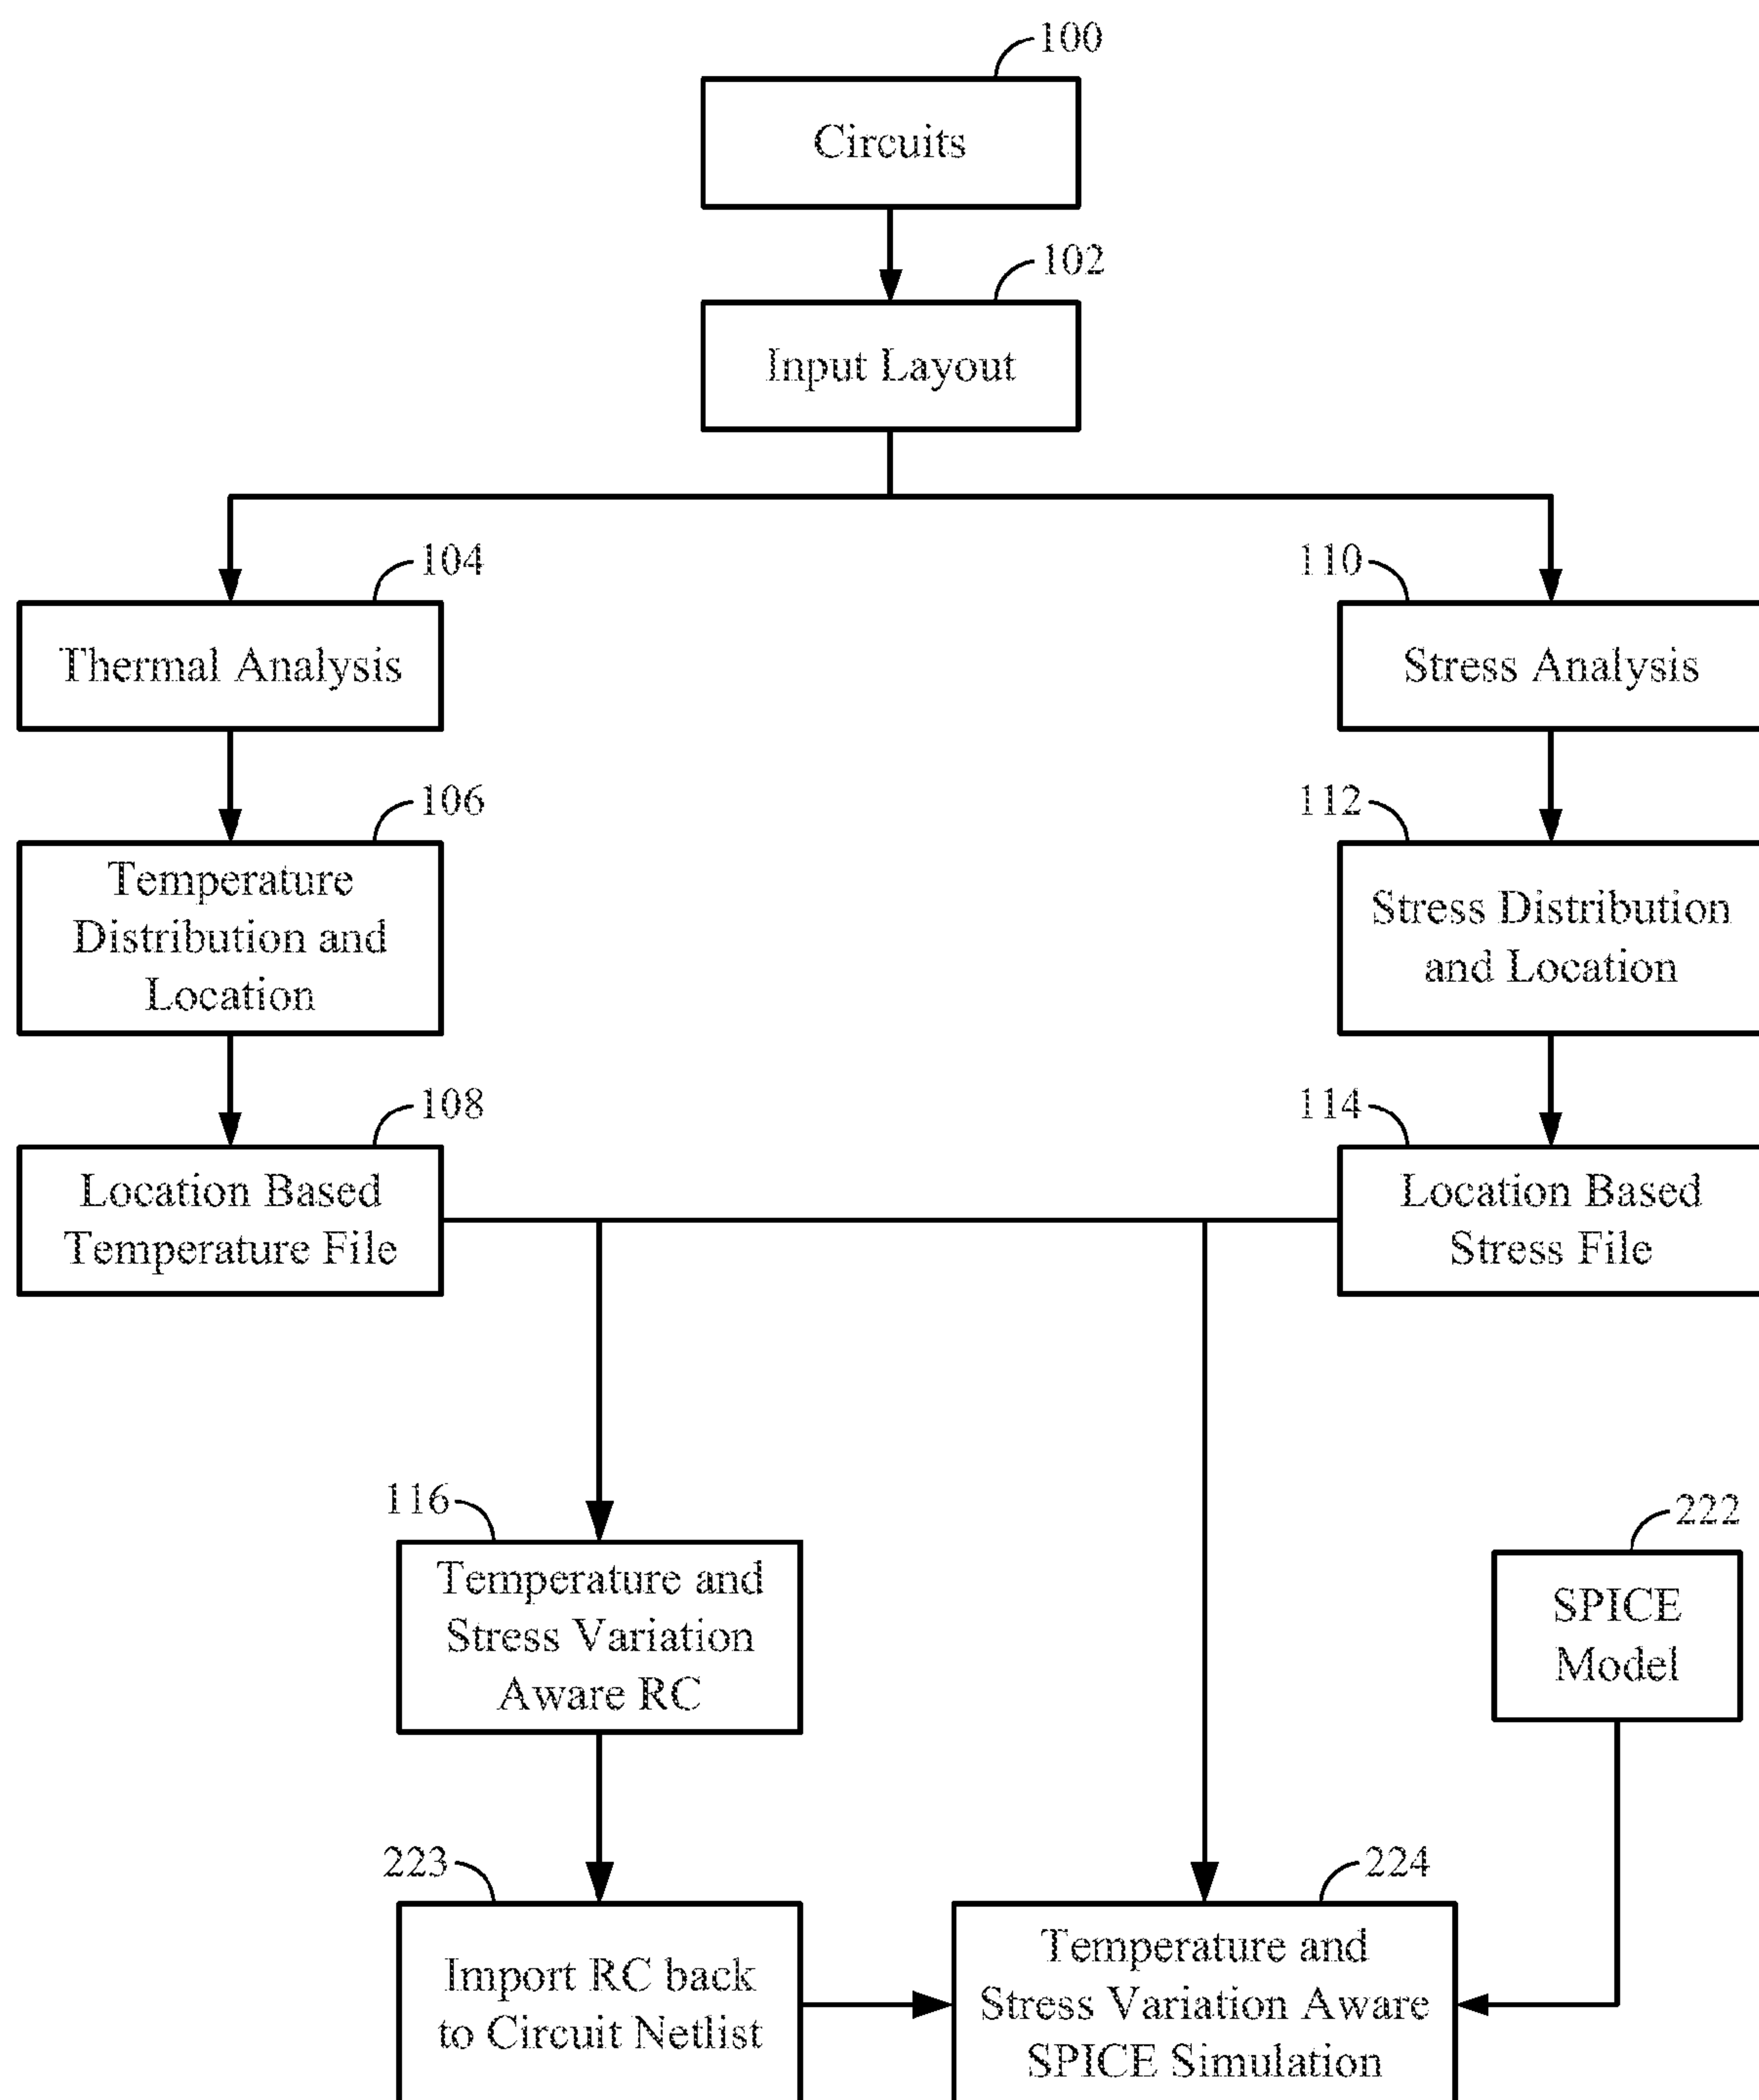 100
Circuits
102
Input Layout
104
110
Thermal Analysis
Stress Analysis
106
112
Temperature
Distribution and
Location
Stress Distribution
and Location
108
114
Location Based
Temperature File
Location Based
Stress File
116
222
Temperature and
Stress Variation
Aware RC
SPICE
Model
223
224
Import RC back
to Circuit Netlist
Temperature and
Stress Variation Aware
SPICE Simulation